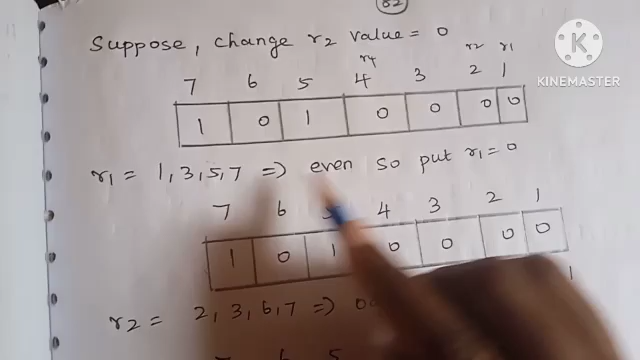 82
Suppose, change r2 value = 0
r4 r2 r1
7 6 5 4 3 2 1
1 0 1 0 0 0 0
KINEMASTER
r1 = 1,3,5,7 => even so put r1 = 0
7 6 4 3 2 1
1 0 1 0 0 0 0
r2 = 2,3,6,7 =>
1